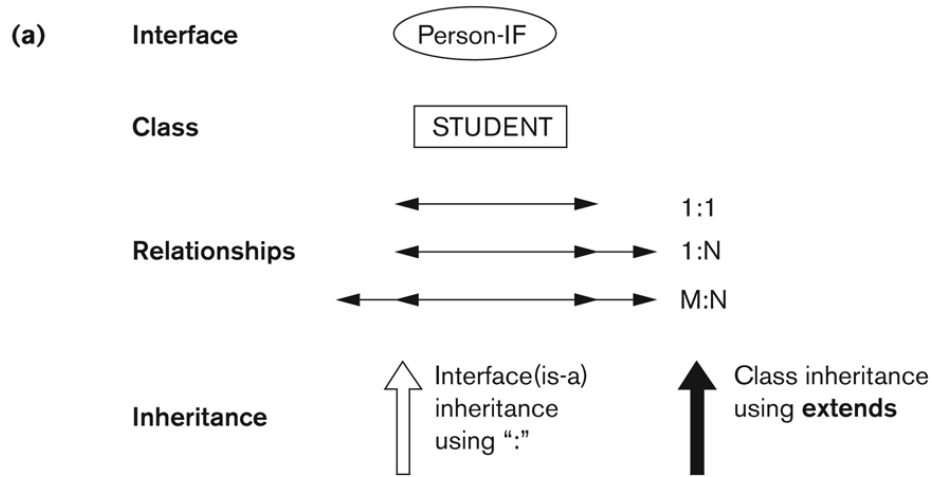 (a) Interface Person-IF
Class STUDENT
1:1
Relationships 1:N
M:N
Interface(is-a)
inheritance
using “:”
Class inheritance
using extends
Inheritance